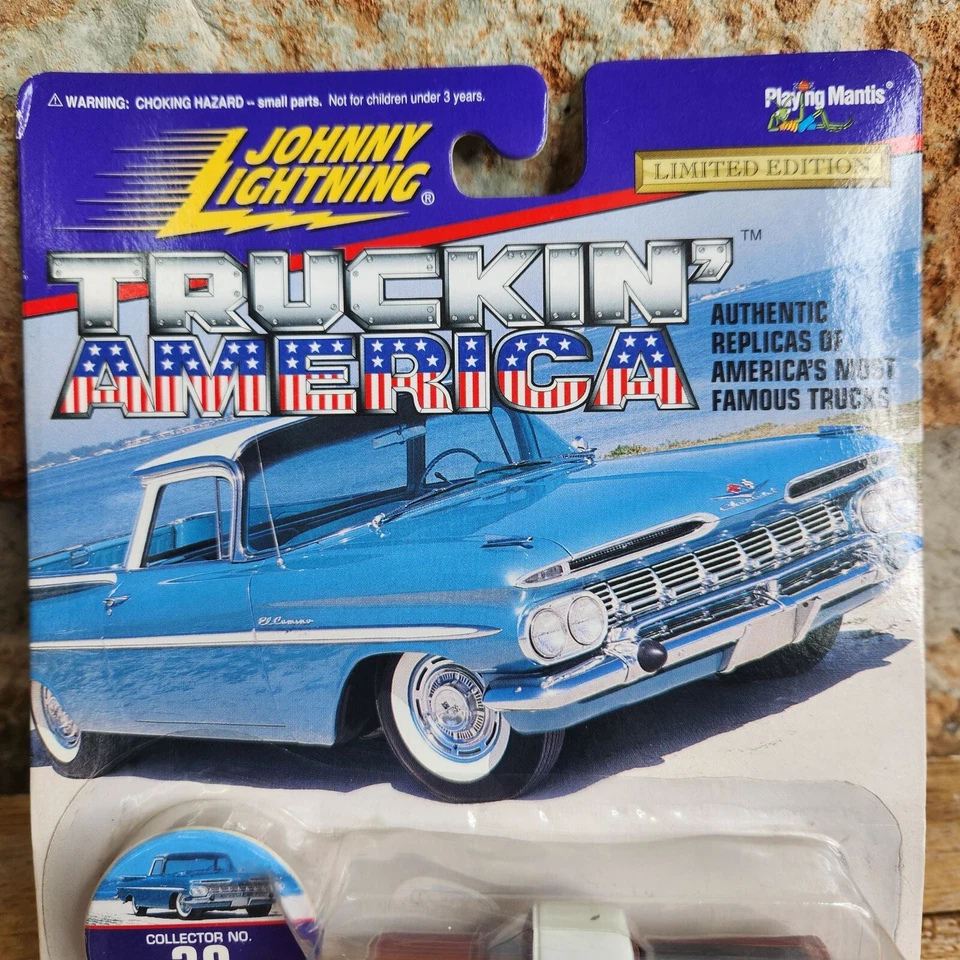 ⚠ WARNING: CHOKING HAZARD – small parts. Not for children under 3 years.
Playing Mantis®
JOHNNY
LIGHTNING®
LIMITED EDITION
TRUCKIN'™
AMERICA
AUTHENTIC
REPLICAS OF
AMERICA'S MOST
FAMOUS TRUCKS
El Camino
COLLECTOR NO.